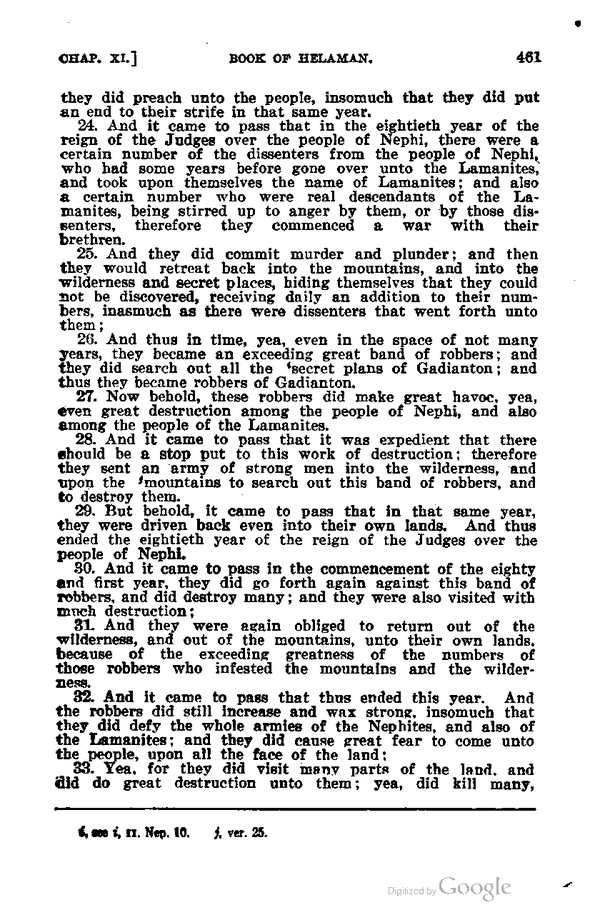 CHAP. XI.] BOOK OF HELAMAN. 461
they did preach unto the people, insomuch that they did put
an end to their strife in that same year.
24. And it came to pass that in the eightieth year of the
reign of the Judges over the people of Nephi, there were a
certain number of the dissenters from the people of Nephi,
who had some years before gone over unto the Lamanites,
and took upon themselves the name of Lamanites; and also
a certain number who were real descendants of the La-
manites, being stirred up to anger by them, or by those dis-
senters, therefore they commenced a war with their
brethren.
25. And they did commit murder and plunder; and then
they would retreat back into the mountains, and into the
wilderness and secret places, hiding themselves that they could
not be discovered, receiving daily an addition to their num-
bers, inasmuch as there were dissenters that went forth unto
them;
26. And thus in time, yea, even in the space of not many
years, they became an exceeding great band of robbers; and
they did search out all the ⁱsecret plans of Gadianton; and
thus they became robbers of Gadianton.
27. Now behold, these robbers did make great havoc, yea,
even great destruction among the people of Nephi, and also
among the people of the Lamanites.
28. And it came to pass that it was expedient that there
should be a stop put to this work of destruction; therefore
they sent an army of strong men into the wilderness, and
upon the ʲmountains to search out this band of robbers, and
to destroy them.
29. But behold, it came to pass that in that same year,
they were driven back even into their own lands. And thus
ended the eightieth year of the reign of the Judges over the
people of Nephi.
30. And it came to pass in the commencement of the eighty
and first year, they did go forth again against this band of
robbers, and did destroy many; and they were also visited with
much destruction;
31. And they were again obliged to return out of the
wilderness, and out of the mountains, unto their own lands,
because of the exceeding greatness of the numbers of
those robbers who infested the mountains and the wilder-
ness.
32. And it came to pass that thus ended this year. And
the robbers did still increase and wax strong, insomuch that
they did defy the whole armies of the Nephites, and also of
the Lamanites; and they did cause great fear to come unto
the people, upon all the face of the land;
33. Yea, for they did visit many parts of the land, and
did do great destruction unto them; yea, did kill many,
i, see i, II. Nep. 10. j, ver. 25.
Digitized by Google